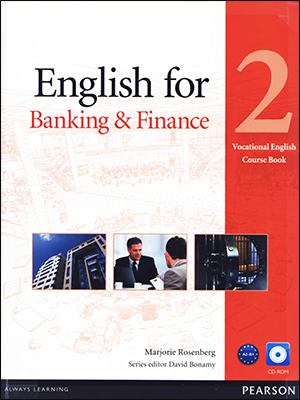 English for
Banking & Finance
2
Vocational English
Course Book
Marjorie Rosenberg
Series editor David Bonamy
A2-B1
CD-ROM
ALWAYS LEARNING
PEARSON